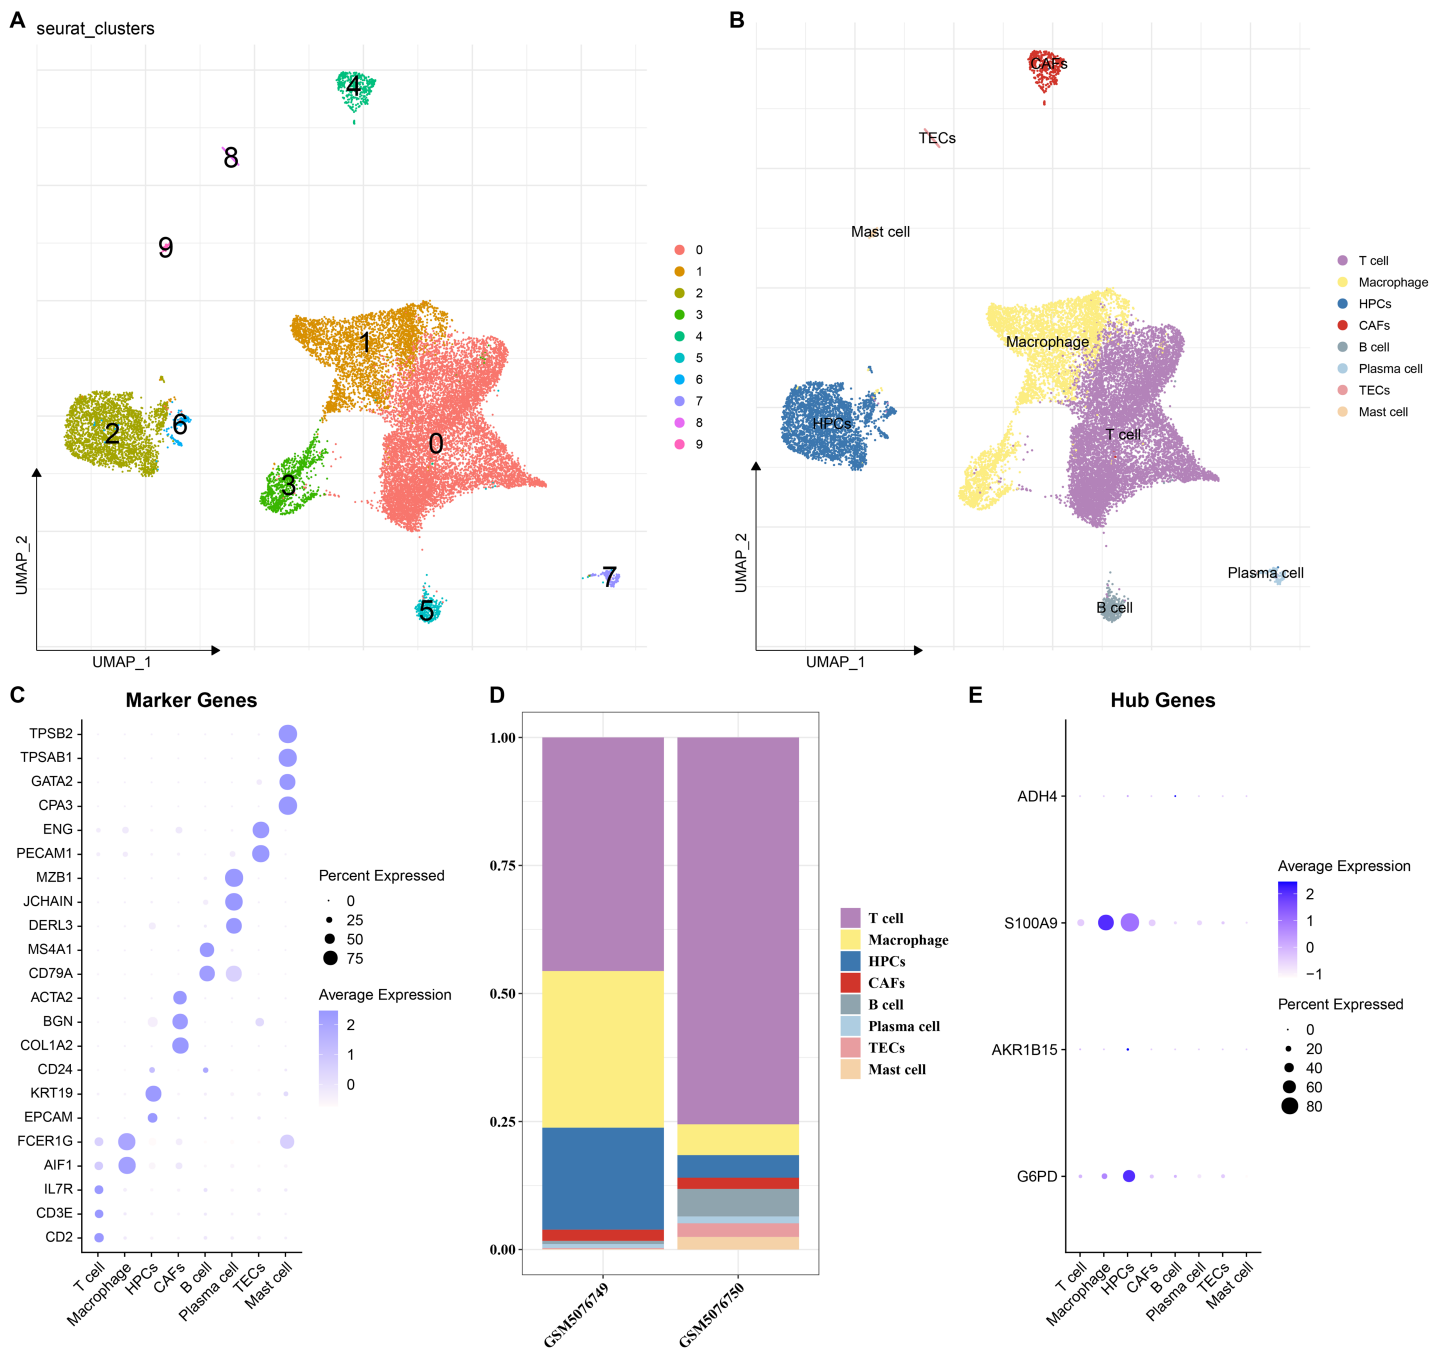 A
seurat_clusters
4
8
9
1
2
6
0
3
7
5
UMAP_2
UMAP_1
0
1
2
3
4
5
6
7
8
9
B
CAFs
TECs
Mast cell
Macrophage
HPCs
T cell
Plasma cell
B cell
UMAP_2
UMAP_1
T cell
Macrophage
HPCs
CAFs
B cell
Plasma cell
TECs
Mast cell
C
Marker Genes
TPSB2
TPSAB1
GATA2
CPA3
ENG
PECAM1
MZB1
JCHAIN
DERL3
MS4A1
CD79A
ACTA2
BGN
COL1A2
CD24
KRT19
EPCAM
FCER1G
AIF1
IL7R
CD3E
CD2
T cell
Macrophage
HPCs
CAFs
B cell
Plasma cell
TECs
Mast cell
Percent Expressed
0
25
50
75
Average Expression
2
1
0
D
1.00
0.75
0.50
0.25
0.00
GSM5076749
GSM5076750
T cell
Macrophage
HPCs
CAFs
B cell
Plasma cell
TECs
Mast cell
E
Hub Genes
ADH4
S100A9
AKR1B15
G6PD
T cell
Macrophage
HPCs
CAFs
B cell
Plasma cell
TECs
Mast cell
Average Expression
2
1
0
−1
Percent Expressed
0
20
40
60
80